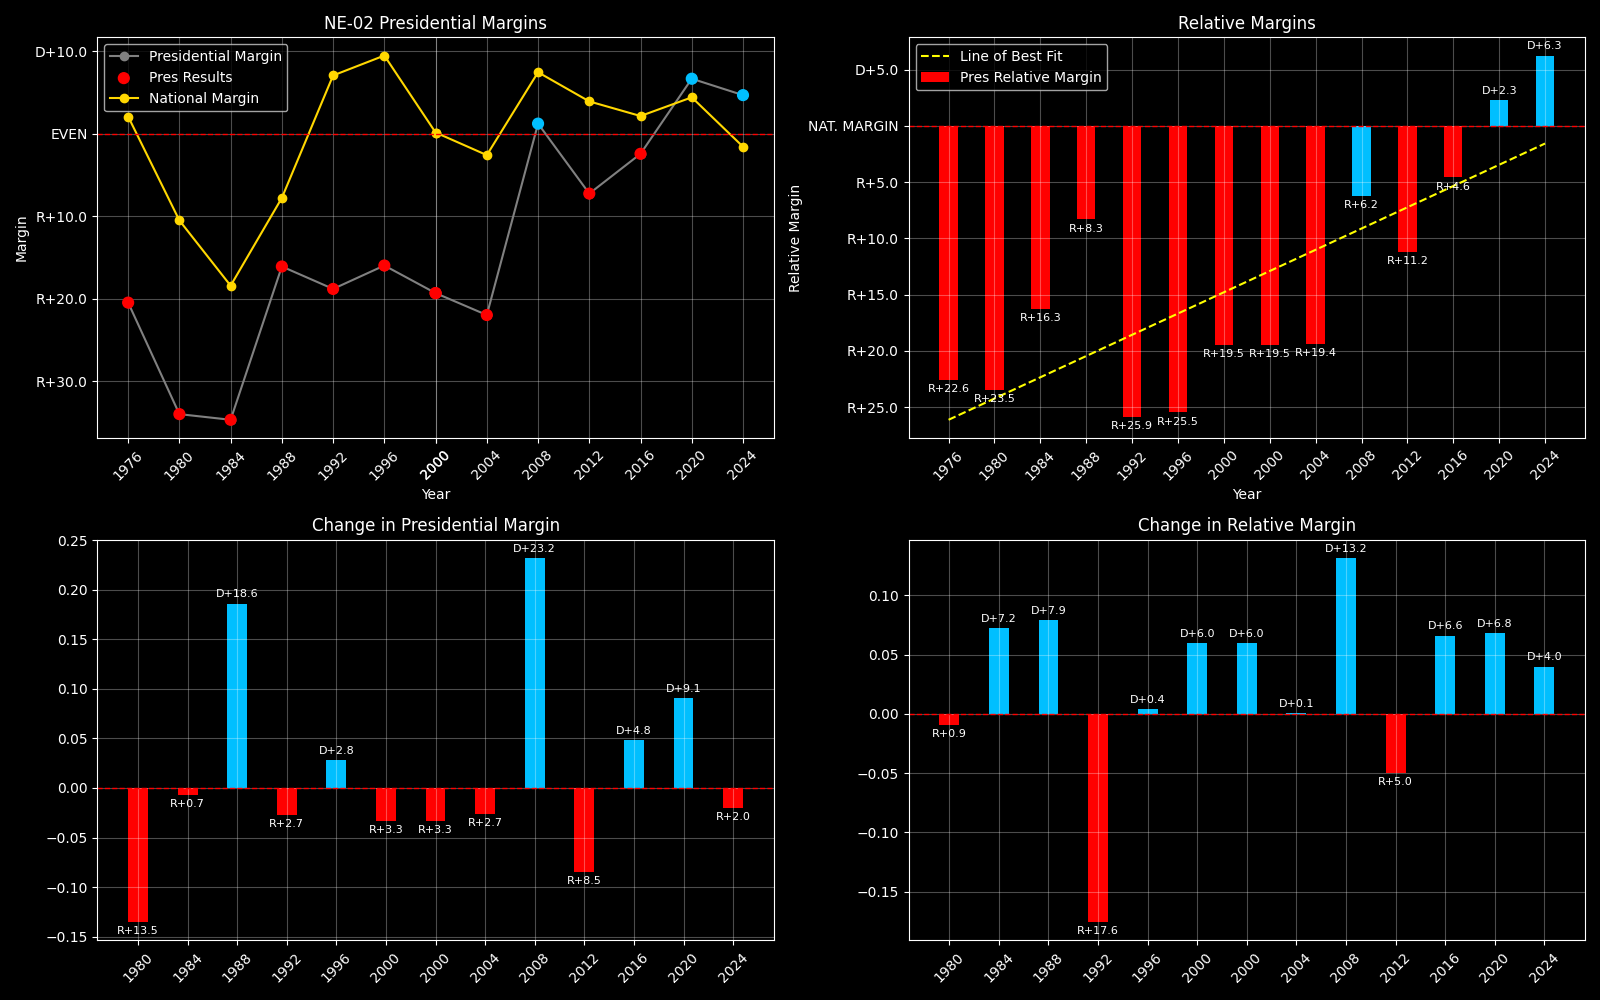 NE-02 Presidential Margins
Presidential Margin
Pres Results
National Margin
D+10.0
EVEN
R+10.0
R+20.0
R+30.0
Margin
1976
1980
1984
1988
1992
1996
2000
2004
2008
2012
2016
2020
2024
Year
Relative Margins
Line of Best Fit
Pres Relative Margin
D+5.0
NAT. MARGIN
R+5.0
R+10.0
R+15.0
R+20.0
R+25.0
Relative Margin
R+22.6
R+23.5
R+16.3
R+8.3
R+25.9
R+25.5
R+19.5
R+19.5
R+19.4
R+6.2
R+11.2
R+4.6
D+2.3
D+6.3
1976
1980
1984
1988
1992
1996
2000
2000
2004
2008
2012
2016
2020
2024
Year
Change in Presidential Margin
0.25
0.20
0.15
0.10
0.05
0.00
−0.05
−0.10
−0.15
R+13.5
R+0.7
D+18.6
R+2.7
D+2.8
R+3.3
R+3.3
R+2.7
D+23.2
R+8.5
D+4.8
D+9.1
R+2.0
1980
1984
1988
1992
1996
2000
2000
2004
2008
2012
2016
2020
2024
Change in Relative Margin
0.10
0.05
0.00
−0.05
−0.10
−0.15
R+0.9
D+7.2
D+7.9
R+17.6
D+0.4
D+6.0
D+6.0
D+0.1
D+13.2
R+5.0
D+6.6
D+6.8
D+4.0
1980
1984
1988
1992
1996
2000
2000
2004
2008
2012
2016
2020
2024